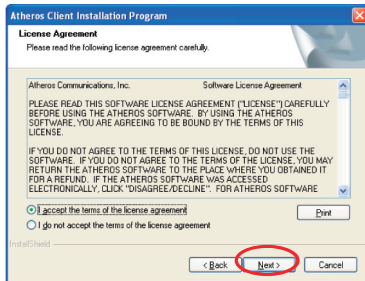 Atheros Client Installation Program
License Agreement
Please read the following license agreement carefully.
Atheros Communications, Inc. Software License Agreement
PLEASE READ THIS SOFTWARE LICENSE AGREEMENT ("LICENSE") CAREFULLY
BEFORE USING THE ATHEROS SOFTWARE. BY USING THE ATHEROS
SOFTWARE, YOU ARE AGREEING TO BE BOUND BY THE TERMS OF THIS
LICENSE.
IF YOU DO NOT AGREE TO THE TERMS OF THIS LICENSE, DO NOT USE THE
SOFTWARE. IF YOU DO NOT AGREE TO THE TERMS OF THE LICENSE, YOU MAY
RETURN THE ATHEROS SOFTWARE TO THE PLACE WHERE YOU OBTAINED IT
FOR A REFUND. IF THE ATHEROS SOFTWARE WAS ACCESSED
ELECTRONICALLY, CLICK "DISAGREE/DECLINE". FOR ATHEROS SOFTWARE
I accept the terms of the license agreement
Print
I do not accept the terms of the license agreement
InstallShield
< Back Next > Cancel